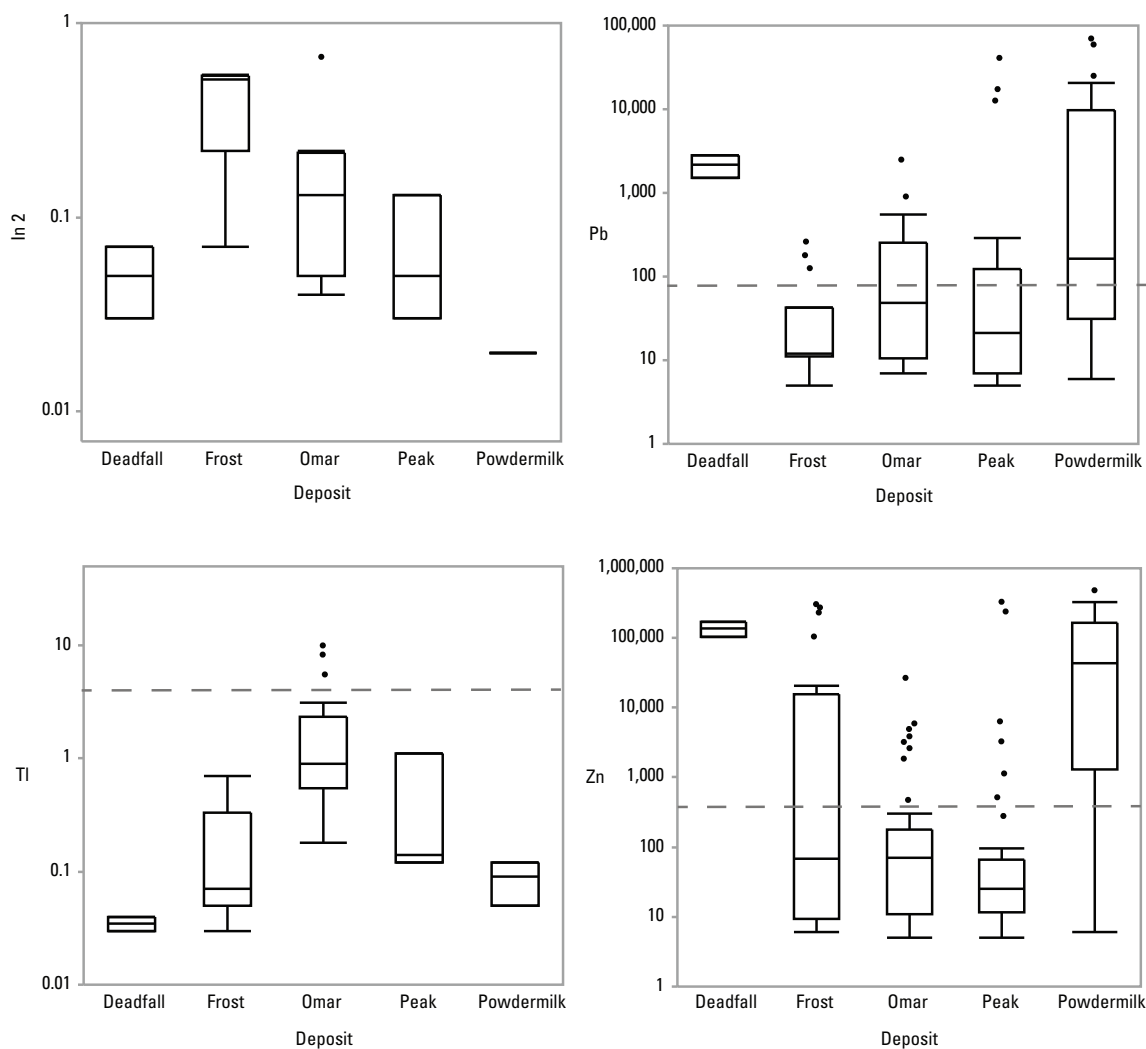 1
0.1
0.01
In 2
Deadfall Frost Omar Peak Powdermilk
Deposit
100,000
10,000
1,000
100
10
1
Pb
Deadfall Frost Omar Peak Powdermilk
Deposit
10
1
0.1
0.01
Tl
Deadfall Frost Omar Peak Powdermilk
Deposit
1,000,000
100,000
10,000
1,000
100
10
1
Zn
Deadfall Frost Omar Peak Powdermilk
Deposit